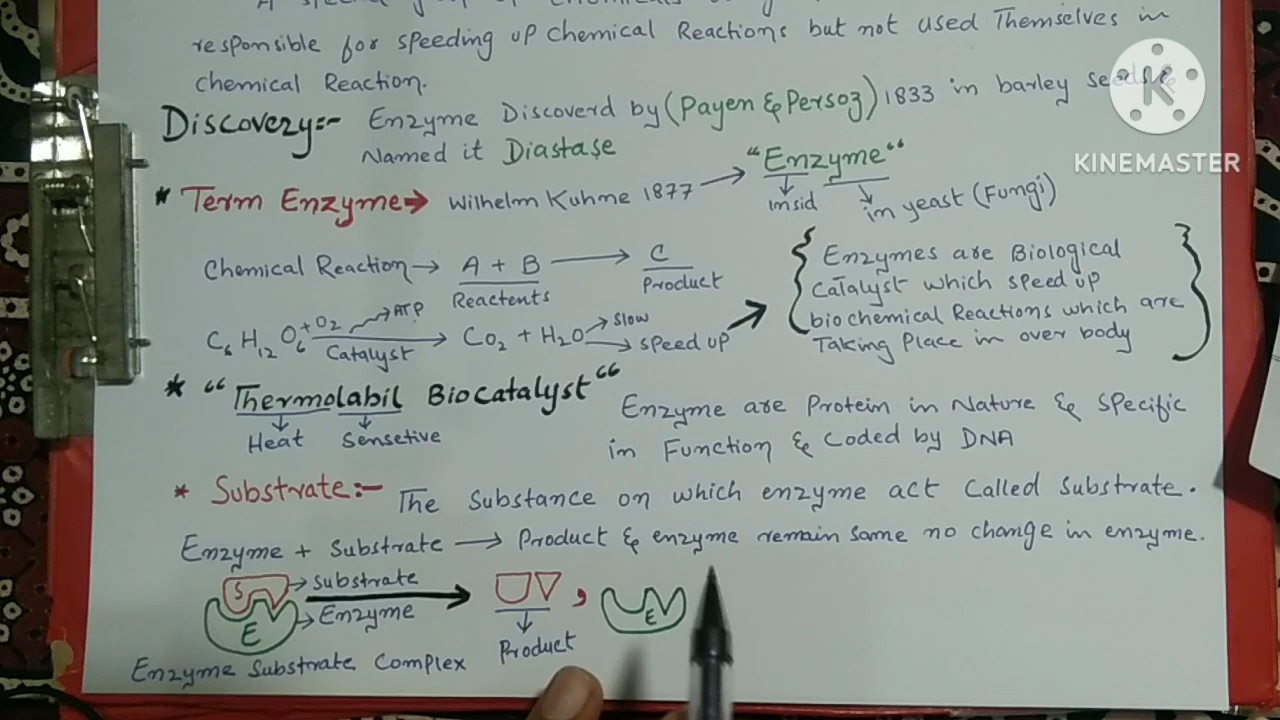 responsible for speeding up chemical Reactions but not used Themselves in
chemical Reaction.
Discovery:- Enzyme Discoverd by (Payen & Persoz) 1833 in barley
Named it Diastase
* Term Enzyme→ Wilhelm Kuhne 1877 → "Enzyme"
insid in yeast (Fungi)
Chemical Reaction → A + B → C
Reactents Product
C6 H12 O6 + O2 → ATP Catalyst → CO2 + H2O → Slow → speed up
{ Enzymes are Biological
Catalyst which speed up
biochemical Reactions which are
Taking Place in over body }
* "Thermolabil Biocatalyst"
Heat Sensetive
Enzyme are Protein in Nature & Specific
in Function & Coded by DNA
* Substrate:- The Substance on which enzyme act Called Substrate.
Enzyme + Substrate → Product & enzyme remain same no change in enzyme.
S → Substrate
E → Enzyme
Product , E
Enzyme Substrate Complex
K
KINEMASTER